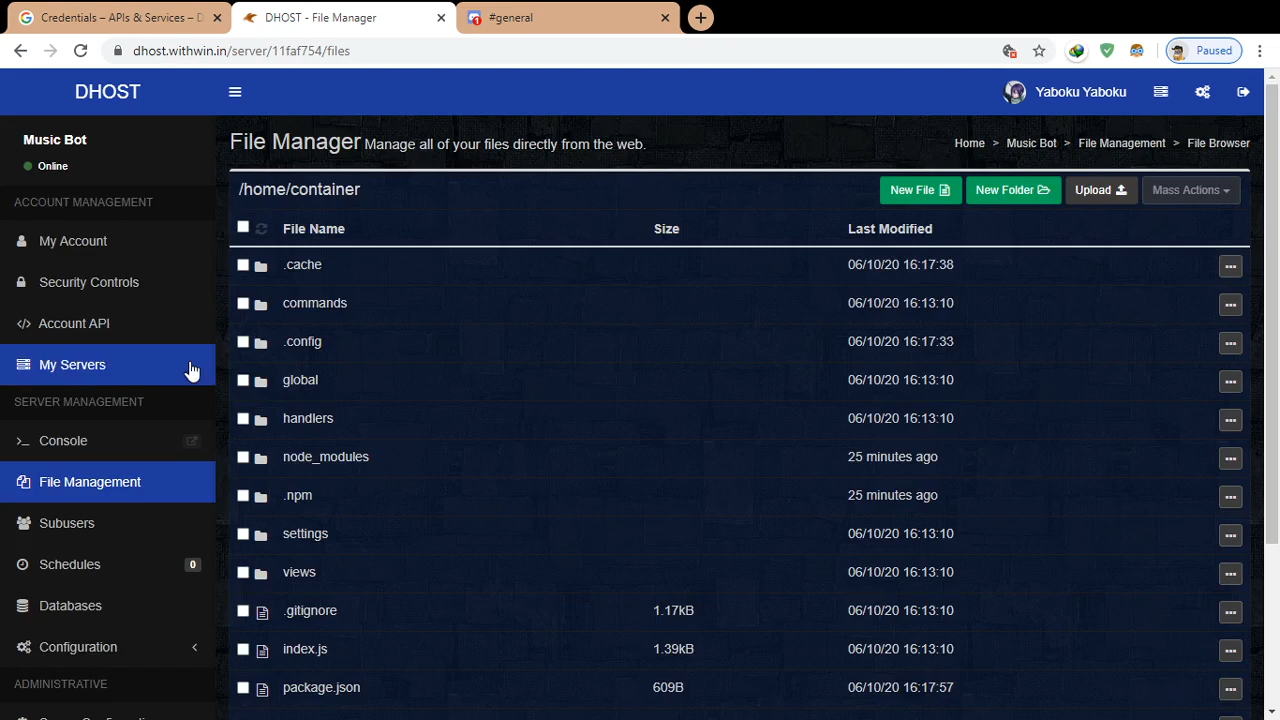 Credentials – APIs & Services – D
DHOST - File Manager
#general
dhost.withwin.in/server/11faf754/files
Paused
DHOST
Yaboku Yaboku
Music Bot
Online
ACCOUNT MANAGEMENT
My Account
Security Controls
Account API
My Servers
SERVER MANAGEMENT
Console
File Management
Subusers
Schedules 0
Databases
Configuration
ADMINISTRATIVE
File Manager Manage all of your files directly from the web.
Home > Music Bot > File Management > File Browser
/home/container
New File
New Folder
Upload
Mass Actions
File Name Size Last Modified
.cache 06/10/20 16:17:38
commands 06/10/20 16:13:10
.config 06/10/20 16:17:33
global 06/10/20 16:13:10
handlers 06/10/20 16:13:10
node_modules 25 minutes ago
.npm 25 minutes ago
settings 06/10/20 16:13:10
views 06/10/20 16:13:10
.gitignore 1.17kB 06/10/20 16:13:10
index.js 1.39kB 06/10/20 16:13:10
package.json 609B 06/10/20 16:17:57